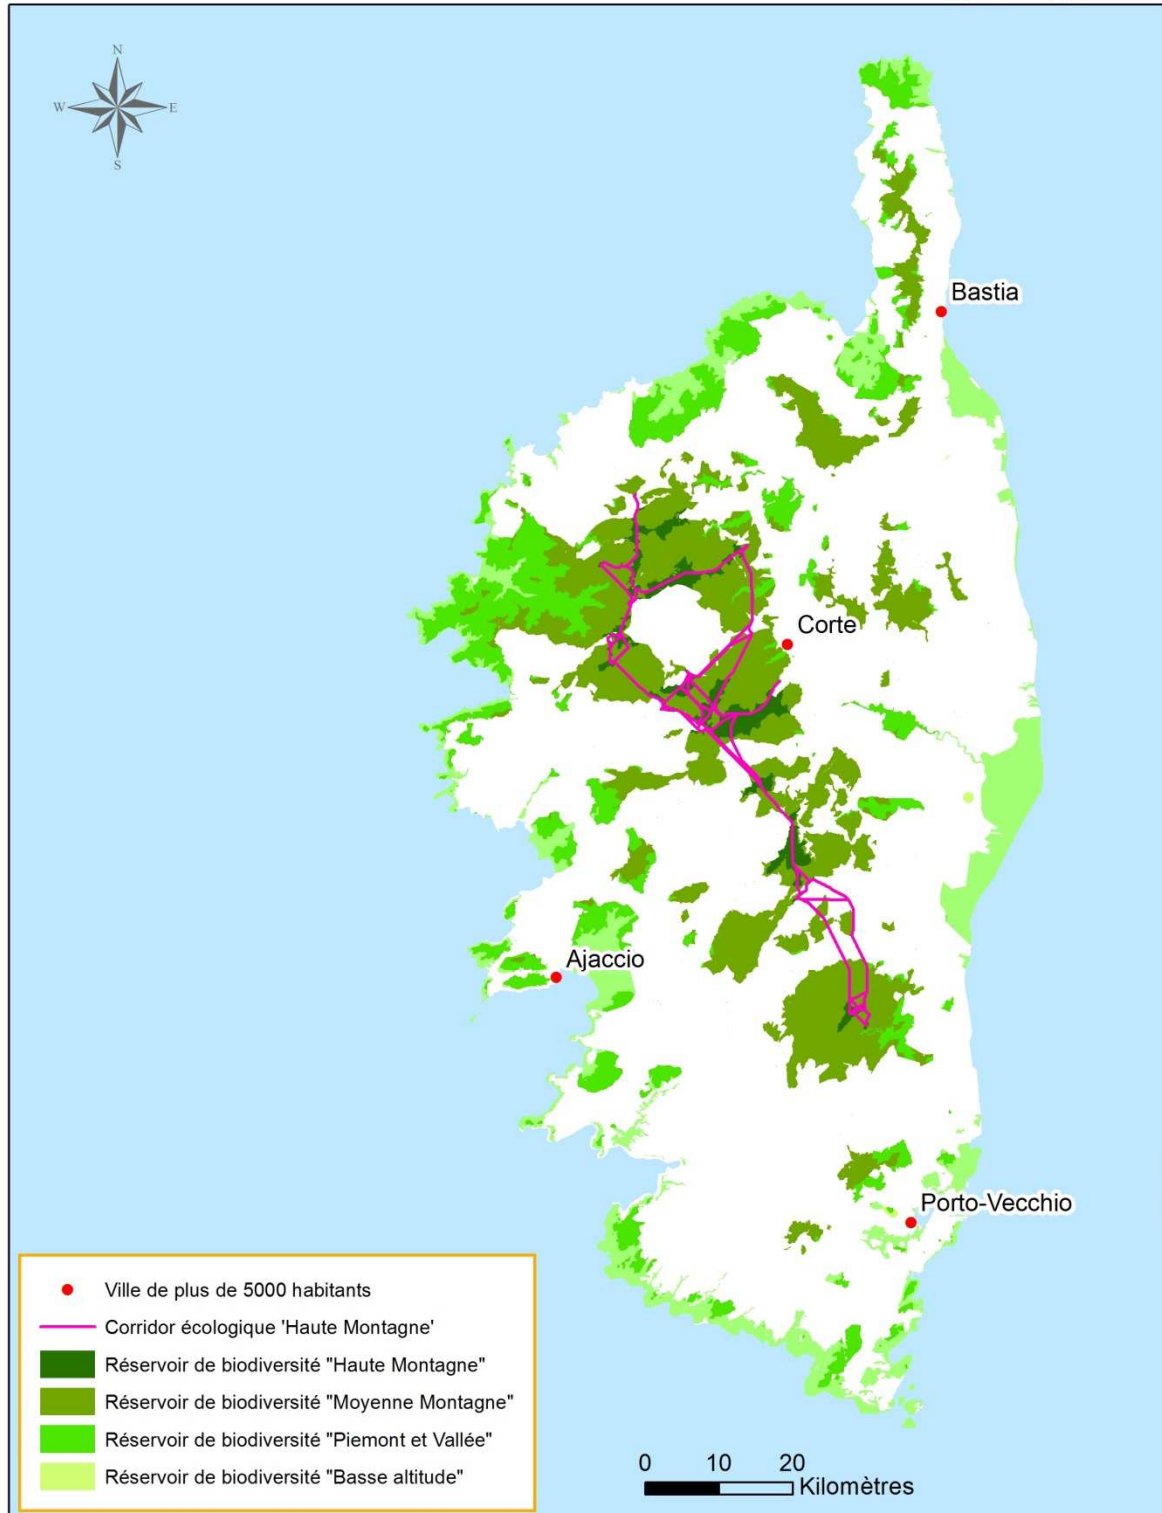 N
W E
S
Bastia
Corte
Ajaccio
Porto-Vecchio
Ville de plus de 5000 habitants
Corridor écologique 'Haute Montagne'
Réservoir de biodiversité "Haute Montagne"
Réservoir de biodiversité "Moyenne Montagne"
Réservoir de biodiversité "Piemont et Vallée"
Réservoir de biodiversité "Basse altitude"
0 10 20
Kilomètres